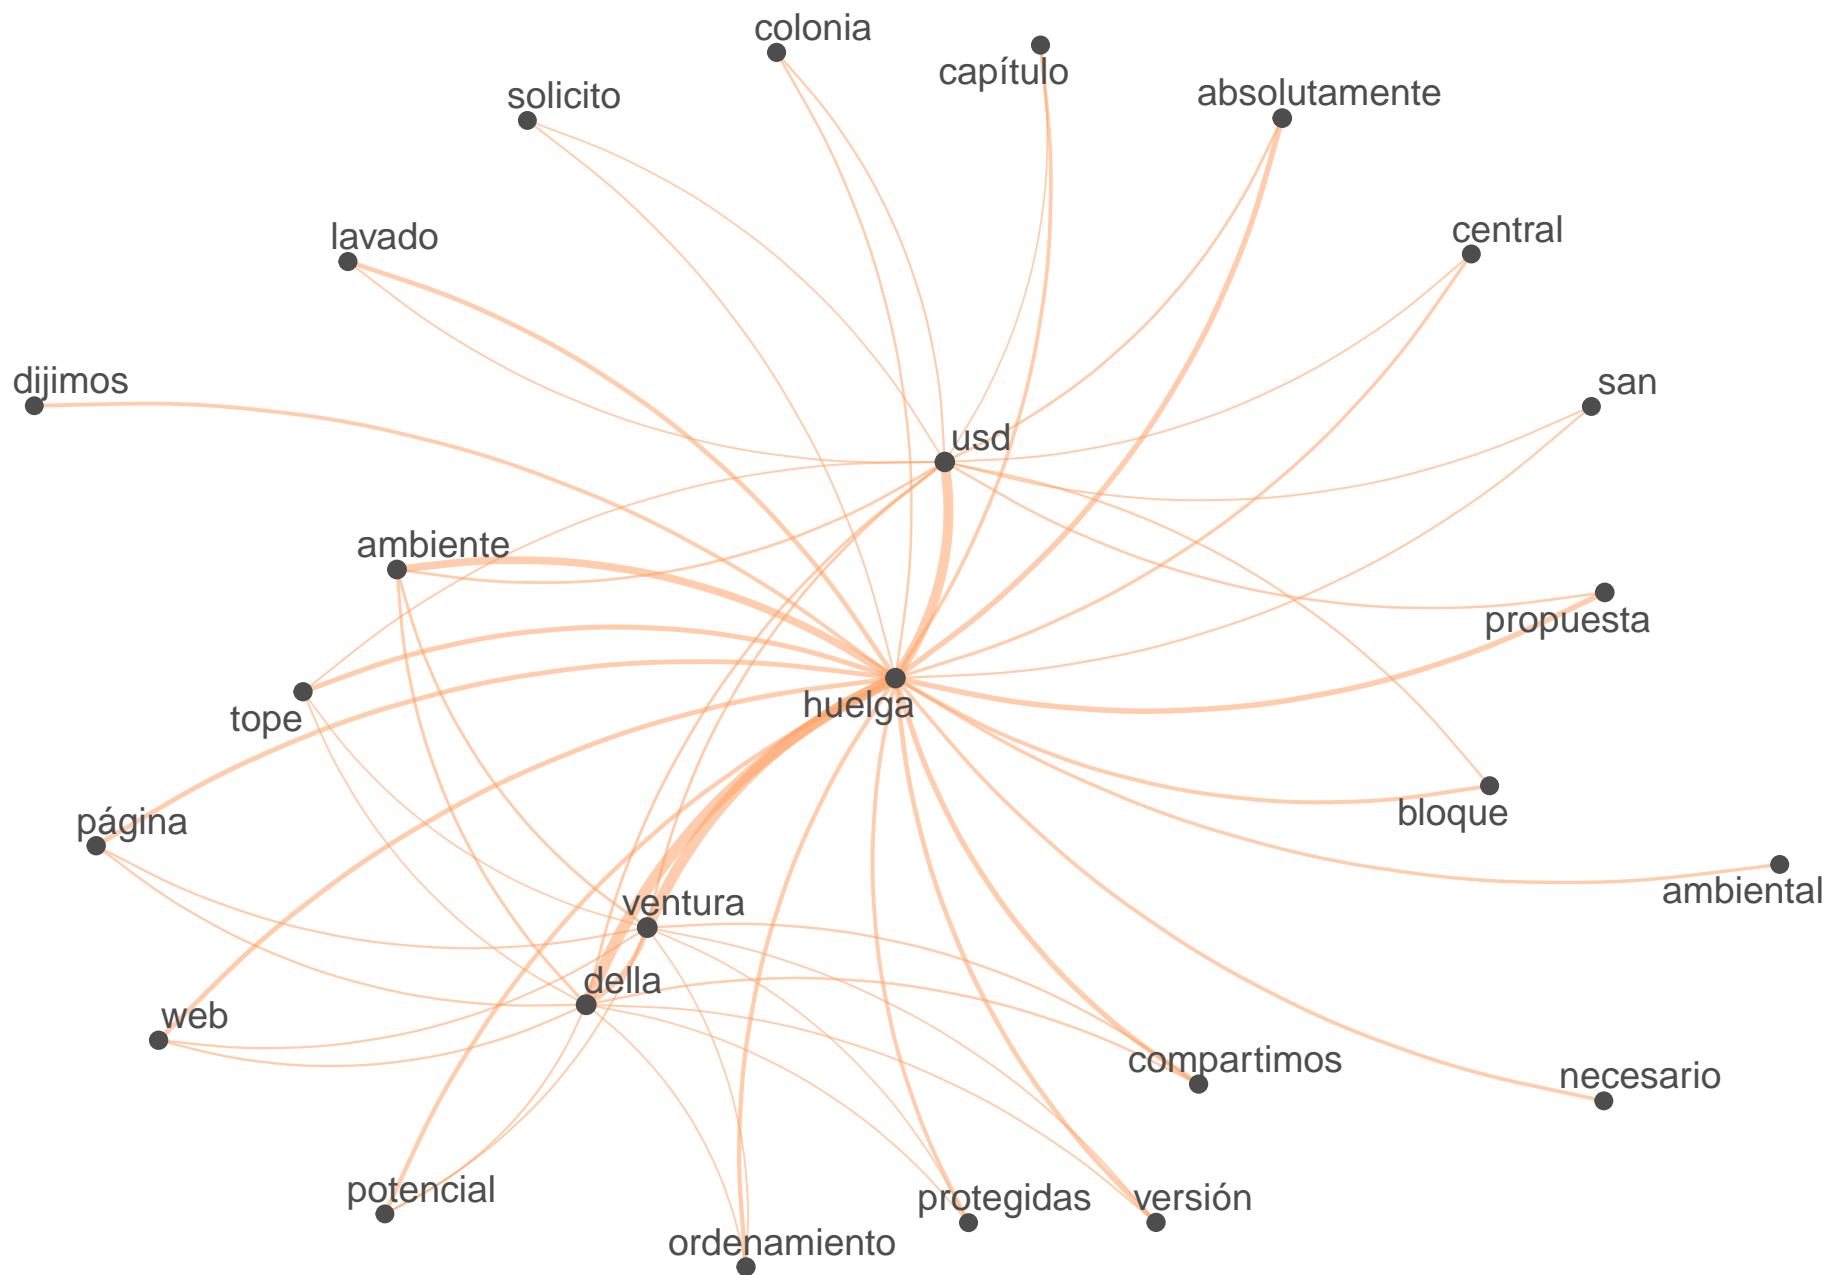 colonia
capítulo
solicito
absolutamente
lavado
central
dijimos
san
usd
ambiente
propuesta
huelga
tope
página
bloque
ventura
ambiental
della
web
compartimos
necesario
potencial
protegidas
versión
ordenamiento